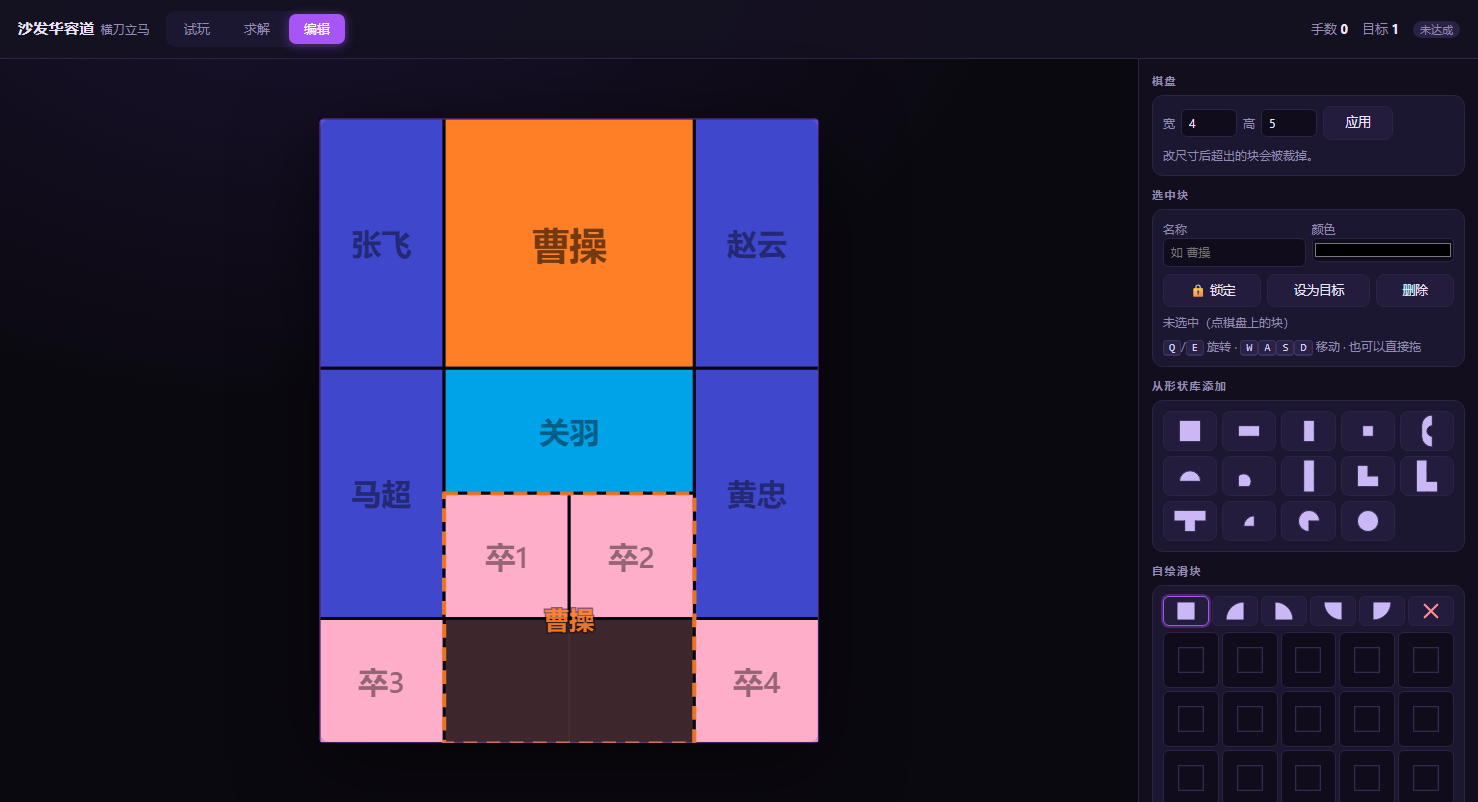 沙发华容道 横刀立马 试玩 求解 编辑 手数 0 目标 1 未达成
张飞 曹操 赵云
关羽
马超 黄忠
卒1 卒2
曹操
卒3 卒4
棋盘
宽 4 高 5 应用
改尺寸后超出的块会被裁掉。
选中块
名称 颜色
如 曹操
🔒 锁定 设为目标 删除
未选中（点棋盘上的块）
Q / E 旋转 · W A S D 移动 · 也可以直接拖
从形状库添加
自绘滑块